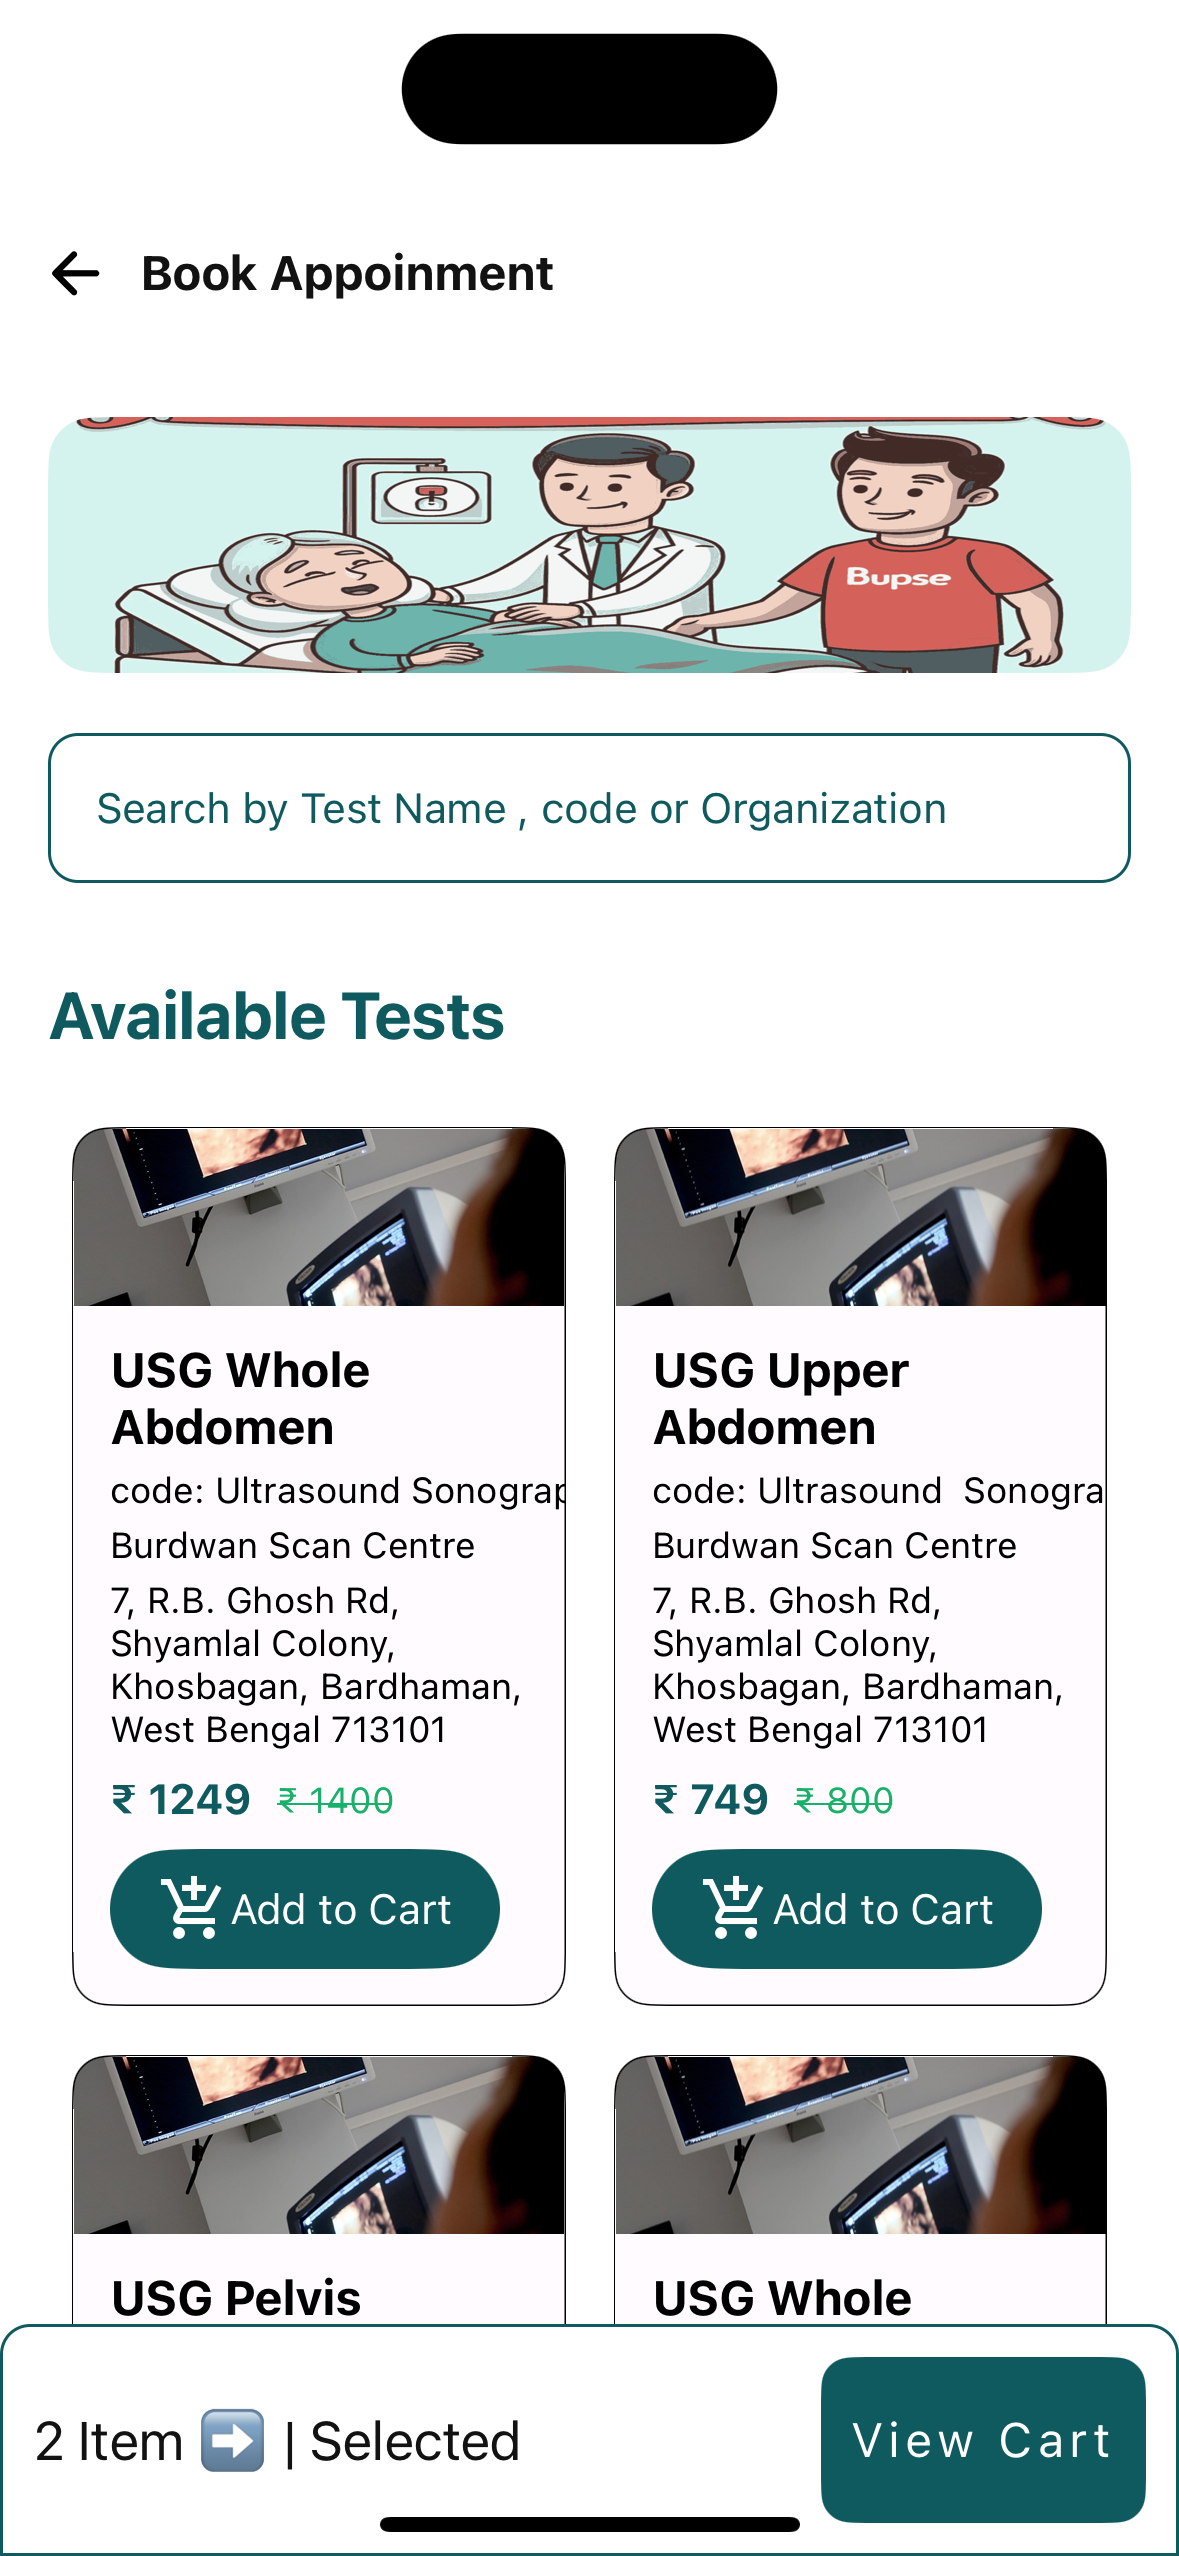 Book Appoinment
Bupse
Search by Test Name , code or Organization
Available Tests
USG Whole
Abdomen
code: Ultrasound Sonograp
Burdwan Scan Centre
7, R.B. Ghosh Rd,
Shyamlal Colony,
Khosbagan, Bardhaman,
West Bengal 713101
₹ 1249 ₹ 1400
Add to Cart
USG Upper
Abdomen
code: Ultrasound  Sonogra
Burdwan Scan Centre
7, R.B. Ghosh Rd,
Shyamlal Colony,
Khosbagan, Bardhaman,
West Bengal 713101
₹ 749 ₹ 800
Add to Cart
USG Pelvis
USG Whole
2 Item ➡️ | Selected
View Cart